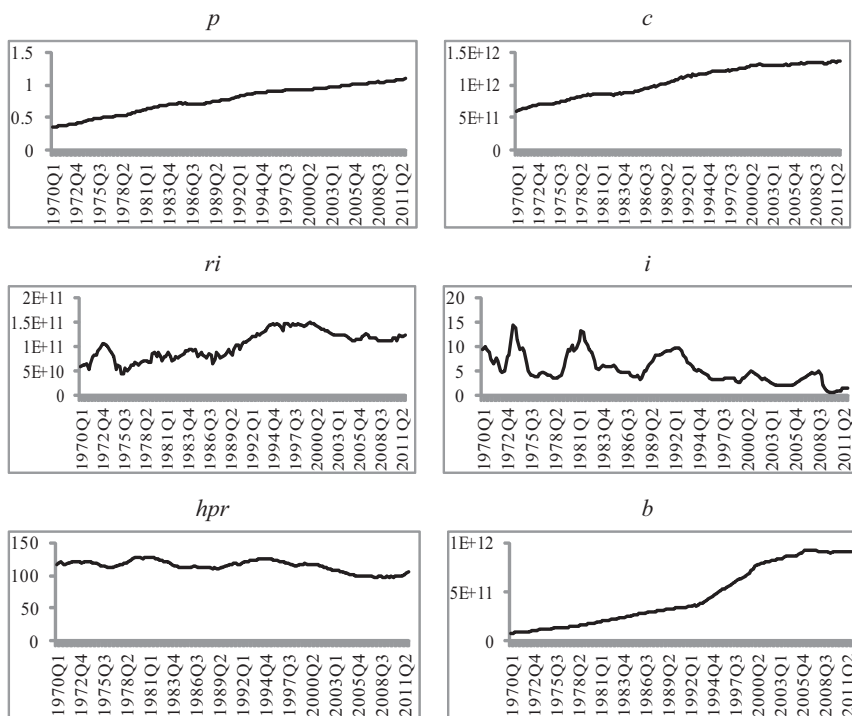 p
1.5
1
0.5
0
1970Q1
1972Q4
1975Q3
1978Q2
1981Q1
1983Q4
1986Q3
1989Q2
1992Q1
1994Q4
1997Q3
2000Q2
2003Q1
2005Q4
2008Q3
2011Q2
c
1.5E+12
1E+12
5E+11
0
1970Q1
1972Q4
1975Q3
1978Q2
1981Q1
1983Q4
1986Q3
1989Q2
1992Q1
1994Q4
1997Q3
2000Q2
2003Q1
2005Q4
2008Q3
2011Q2
ri
2E+11
1.5E+11
1E+11
5E+10
0
1970Q1
1972Q4
1975Q3
1978Q2
1981Q1
1983Q4
1986Q3
1989Q2
1992Q1
1994Q4
1997Q3
2000Q2
2003Q1
2005Q4
2008Q3
2011Q2
i
20
15
10
5
0
1970Q1
1972Q4
1975Q3
1978Q2
1981Q1
1983Q4
1986Q3
1989Q2
1992Q1
1994Q4
1997Q3
2000Q2
2003Q1
2005Q4
2008Q3
2011Q2
hpr
150
100
50
0
1970Q1
1972Q4
1975Q3
1978Q2
1981Q1
1983Q4
1986Q3
1989Q2
1992Q1
1994Q4
1997Q3
2000Q2
2003Q1
2005Q4
2008Q3
2011Q2
b
1E+12
5E+11
0
1970Q1
1972Q4
1975Q3
1978Q2
1981Q1
1983Q4
1986Q3
1989Q2
1992Q1
1994Q4
1997Q3
2000Q2
2003Q1
2005Q4
2008Q3
2011Q2